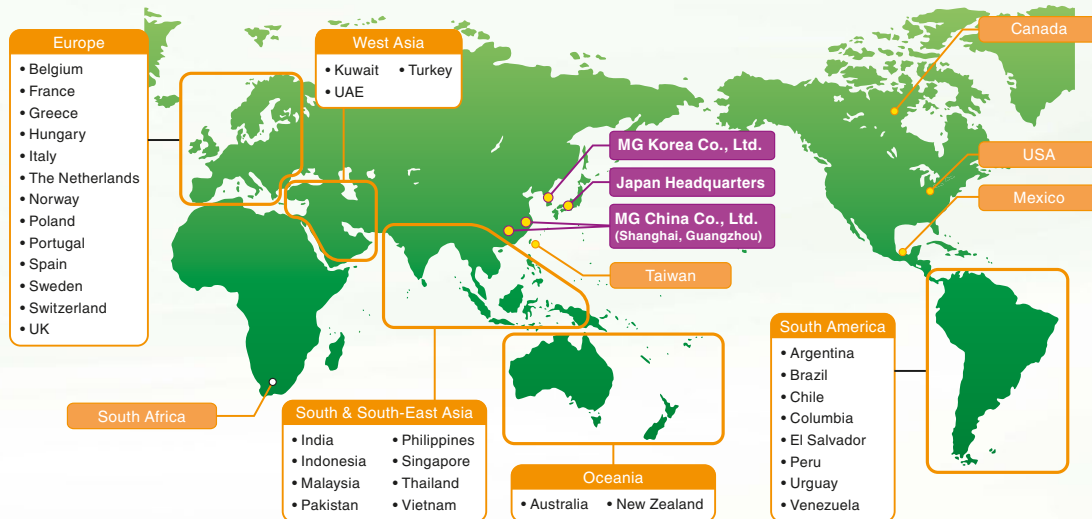 Europe
• Belgium
• France
• Greece
• Hungary
• Italy
• The Netherlands
• Norway
• Poland
• Portugal
• Spain
• Sweden
• Switzerland
• UK
West Asia
• Kuwait • Turkey
• UAE
Canada
USA
Mexico
MG Korea Co., Ltd.
Japan Headquarters
MG China Co., Ltd.
(Shanghai, Guangzhou)
Taiwan
South Africa
South & South-East Asia
• India • Philippines
• Indonesia • Singapore
• Malaysia • Thailand
• Pakistan • Vietnam
Oceania
• Australia • New Zealand
South America
• Argentina
• Brazil
• Chile
• Columbia
• El Salvador
• Peru
• Urguay
• Venezuela